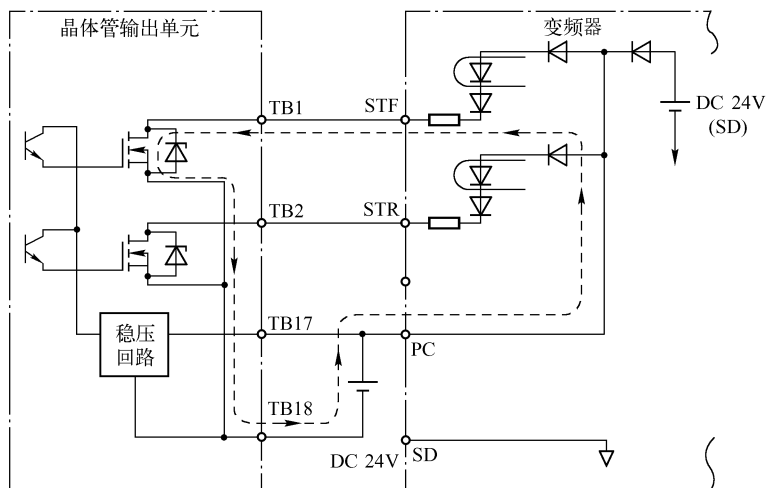 晶体管输出单元
变频器
TB1
STF
DC 24V
(SD)
TB2
STR
稳压
回路
TB17
PC
TB18
DC 24V
SD